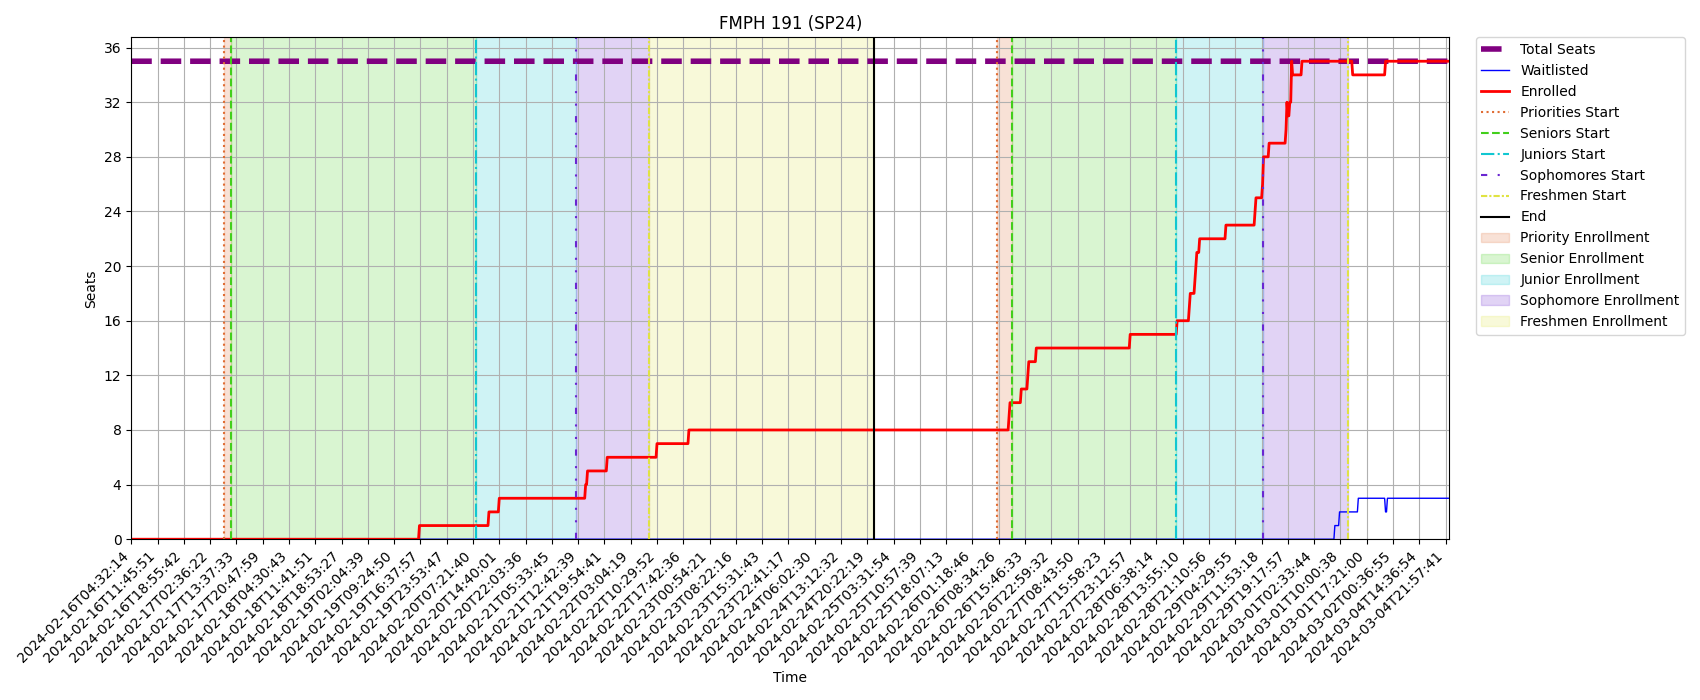 FMPH 191 (SP24)
36
32
28
24
20
16
12
8
4
0
Seats
2024-02-16T04:32:14
2024-02-16T11:45:51
2024-02-16T18:55:42
2024-02-17T02:36:22
2024-02-17T13:37:33
2024-02-17T20:47:59
2024-02-18T04:30:43
2024-02-18T11:41:51
2024-02-18T18:53:27
2024-02-19T02:04:39
2024-02-19T09:24:50
2024-02-19T16:37:57
2024-02-19T23:53:47
2024-02-20T07:21:40
2024-02-20T14:40:01
2024-02-20T22:03:36
2024-02-21T05:33:45
2024-02-21T12:42:39
2024-02-21T19:54:41
2024-02-22T03:04:19
2024-02-22T10:29:52
2024-02-22T17:42:36
2024-02-23T00:54:21
2024-02-23T08:22:16
2024-02-23T15:31:43
2024-02-23T22:41:17
2024-02-24T06:02:30
2024-02-24T13:12:32
2024-02-24T20:22:19
2024-02-25T03:31:54
2024-02-25T10:57:39
2024-02-25T18:07:13
2024-02-26T01:18:46
2024-02-26T08:34:26
2024-02-26T15:46:33
2024-02-26T22:59:32
2024-02-27T08:43:50
2024-02-27T15:58:23
2024-02-27T23:12:57
2024-02-28T06:38:14
2024-02-28T13:55:10
2024-02-28T21:10:56
2024-02-29T04:29:55
2024-02-29T11:53:18
2024-02-29T19:17:57
2024-03-01T02:33:44
2024-03-01T10:00:38
2024-03-01T17:21:00
2024-03-02T00:36:55
2024-03-04T14:36:54
2024-03-04T21:57:41
Time
Total Seats
Waitlisted
Enrolled
Priorities Start
Seniors Start
Juniors Start
Sophomores Start
Freshmen Start
End
Priority Enrollment
Senior Enrollment
Junior Enrollment
Sophomore Enrollment
Freshmen Enrollment